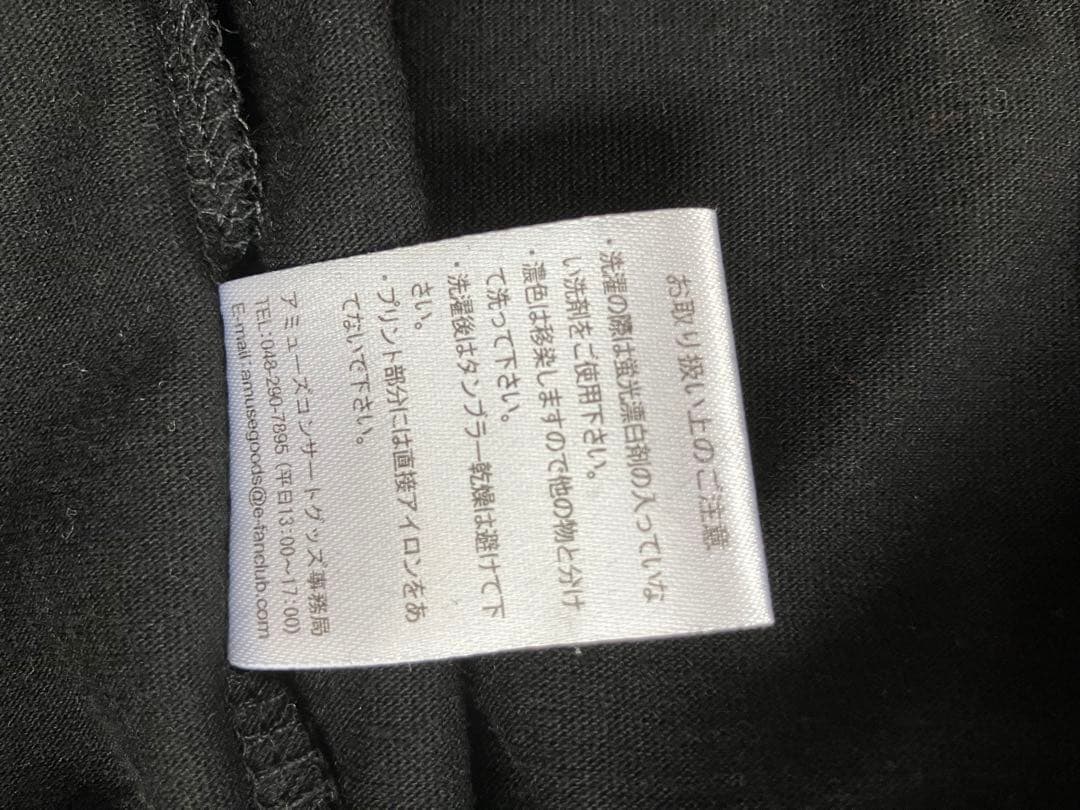 お取り扱い上のご注意
・洗濯の際は蛍光漂白剤の入っていな
い洗剤をご使用下さい。
・濃色は移染しますので他の物と分け
て洗って下さい。
・洗濯後はタンブラー乾燥は避けて下
さい。
・プリント部分には直接アイロンをあ
てないで下さい。
アミューズコンサートグッズ事務局
TEL:048-290-7895 (平日13:00~17:00)
E-mail:amusegoods@e-fanclub.com